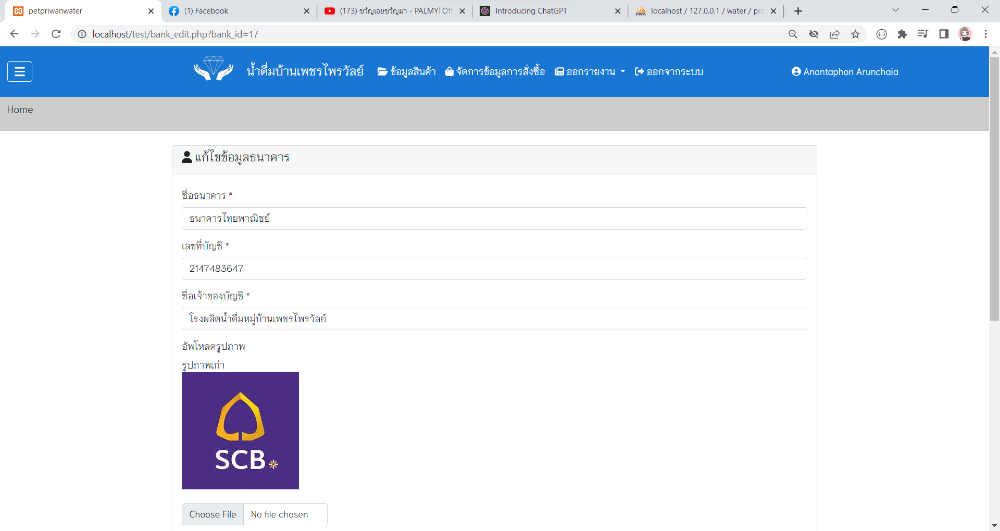 petpriwanwater
(1) Facebook
(173) ขวัญเอยขวัญมา - PALMY「Off
Introducing ChatGPT
localhost / 127.0.0.1 / water / pro
localhost/test/bank_edit.php?bank_id=17
น้ำดื่มบ้านเพชรไพรวัลย์
ข้อมูลสินค้า
จัดการข้อมูลการสั่งซื้อ
ออกรายงาน
ออกจากระบบ
Anantaphon Arunchaia
Home
แก้ไขข้อมูลธนาคาร
ชื่อธนาคาร *
ธนาคารไทยพาณิชย์
เลขที่บัญชี *
2147483647
ชื่อเจ้าของบัญชี *
โรงผลิตน้ำดื่มหมู่บ้านเพชรไพรวัลย์
อัพโหลดรูปภาพ
รูปภาพเก่า
SCB
Choose File No file chosen